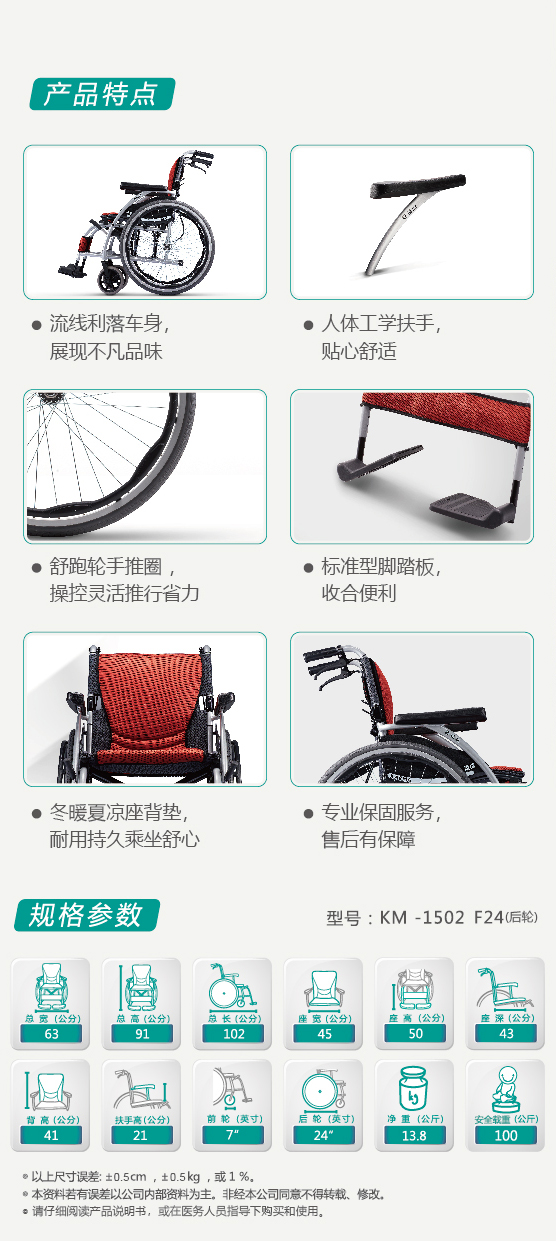 产品特点
● 流线利落车身，
展现不凡品味
● 人体工学扶手，
贴心舒适
● 舒跑轮手推圈，
操控灵活推行省力
● 标准型脚踏板，
收合便利
● 冬暖夏凉座背垫，
耐用持久乘坐舒心
● 专业保固服务，
售后有保障
规格参数
型号：KM -1502 F24(后轮)
总 宽 (公分)
63
总 高(公分)
91
总 长(公分)
102
座 宽(公分)
45
座 高 (公分)
50
座 深(公分)
43
背 高(公分)
41
扶手高(公分)
21
前 轮 (英寸)
7"
后 轮 (英寸)
24"
kg
净 重 (公斤)
13.8
安全载重 (公斤)
100
以上尺寸误差: ±0.5cm ，±0.5kg ，或 1 %。
本资料若有误差以公司内部资料为主。非经本公司同意不得转载、修改。
请仔细阅读产品说明书，或在医务人员指导下购买和使用。